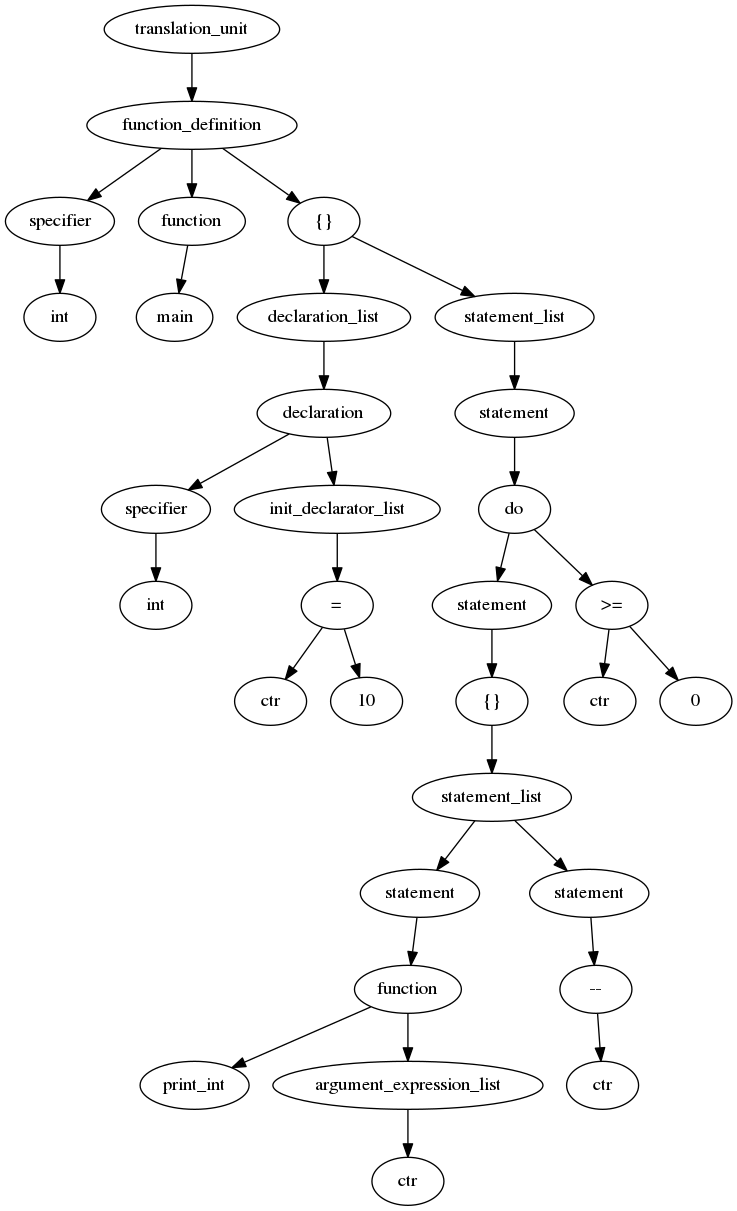 translation_unit
function_definition
specifier function {}
int main declaration_list statement_list
declaration statement
specifier init_declarator_list do
int = statement >=
ctr 10 {} ctr 0
statement_list
statement statement
function --
print_int argument_expression_list ctr
ctr